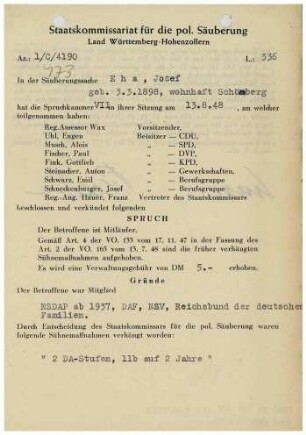 Staatskommissariat für die pol. Säuberung
Land Württemberg-Hohenzollern
Az.: 1/C/4190 L.: 336
973
In der Säuberungssache Eha, Josef
geb. 3.3.1898, wohnhaft Schömberg
hat die Spruchkammer VII in ihrer Sitzung am 13.8.48 , an welcher
teilgenommen haben:
Reg.Assessor Wax Vorsitzender,
Uhl, Eugen Beisitzer — CDU,
Musch, Alois „ — SPD,
Fischer, Paul „ — DVP,
Fink, Gottlieb „ — KPD,
Steinacher, Anton „ — Gewerkschaften,
Schwarz, Emil „ — Berufsgruppe
Schneckenburger, Josef „ — Berufsgruppe
Reg.-Ang. Hauer, Franz Vertreter des Staatskommissars
beschlossen und verkündet folgenden
SPRUCH
Der Betroffene ist Mitläufer.
Gemäß Art. 4 der VO. 133 vom 17. 11. 47 in der Fassung des
Art. 2 der VO. 165 vom 13. 7. 48 sind die früher verhängten
Sühnemaßnahmen aufgehoben.
Es wird eine Verwaltungsgebühr von DM 5.- erhoben.
Gründe
Der Betroffene war Mitglied
NSDAP ab 1937, DAF, NSV, Reichsbund der deutschen
Familien.
Durch Entscheidung des Staatskommissars für die pol. Säuberung waren
folgende Sühnemaßnahmen verhängt worden:
" 2 DA-Stufen, 11b auf 2 Jahre "